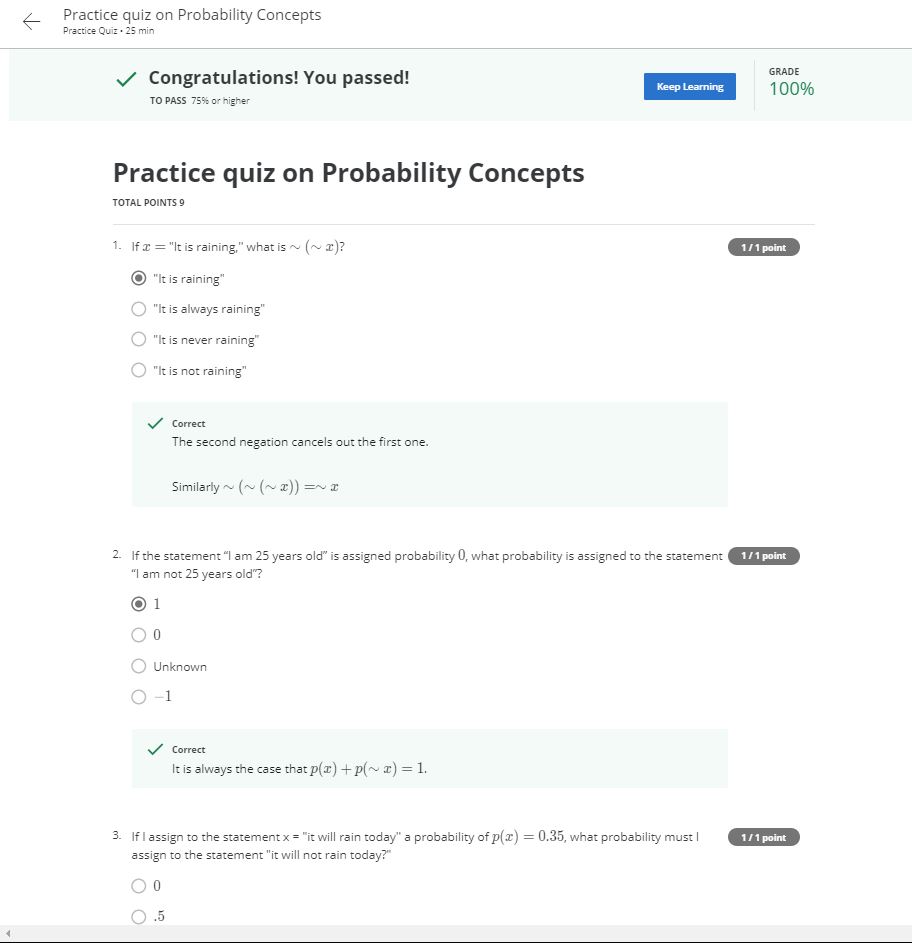 Practice quiz on Probability Concepts
Practice Quiz • 25 min
Congratulations! You passed!
TO PASS 75% or higher
Keep Learning
GRADE
100%
Practice quiz on Probability Concepts
TOTAL POINTS 9
1. If x = "It is raining," what is ∼ (∼ x)?
1 / 1 point
"It is raining"
"It is always raining"
"It is never raining"
"It is not raining"
Correct
The second negation cancels out the first one.
Similarly ∼ (∼ (∼ x)) =∼ x
2. If the statement “I am 25 years old” is assigned probability 0, what probability is assigned to the statement
1 / 1 point
“I am not 25 years old”?
1
0
Unknown
−1
Correct
It is always the case that p(x) + p(∼ x) = 1.
3. If I assign to the statement x = "it will rain today" a probability of p(x) = 0.35, what probability must I
1 / 1 point
assign to the statement "it will not rain today?"
0
.5